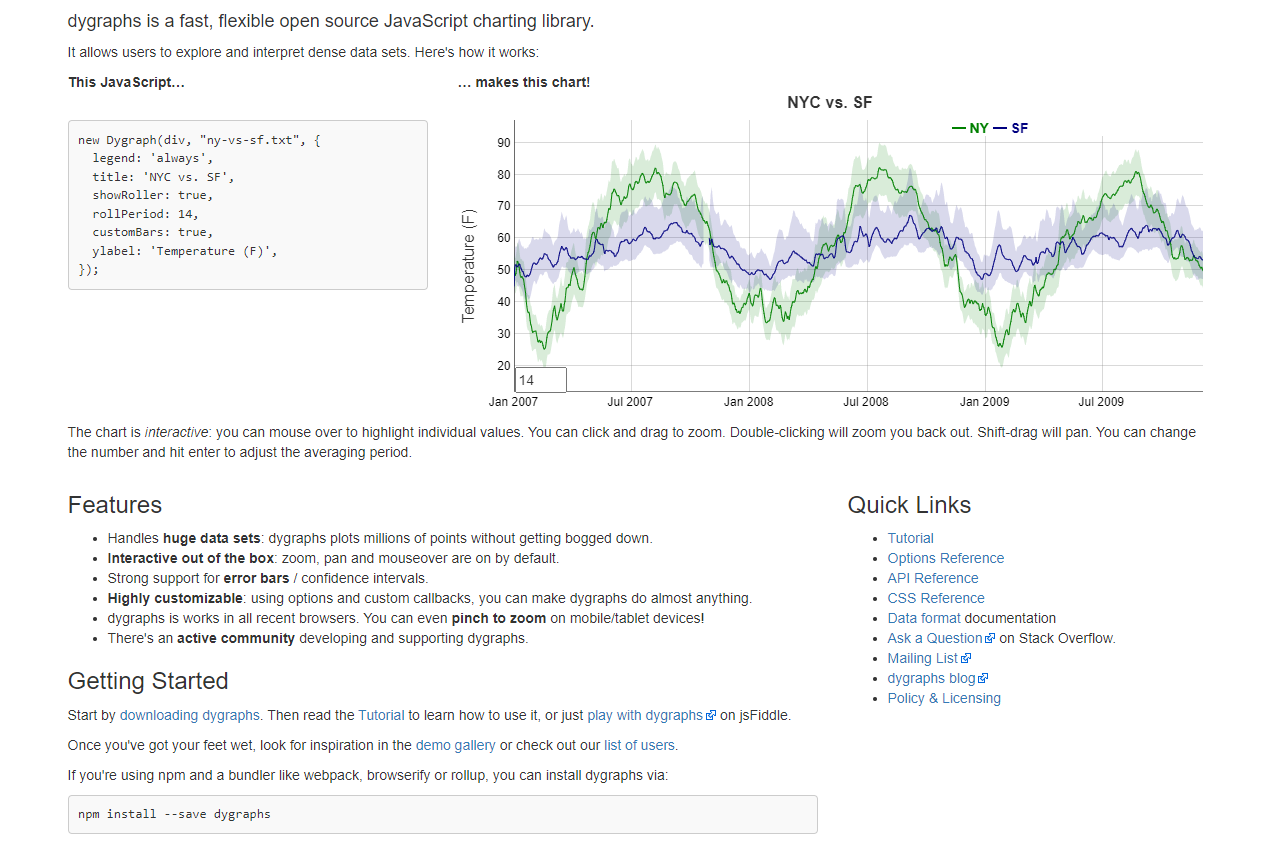 dygraphs is a fast, flexible open source JavaScript charting library.
It allows users to explore and interpret dense data sets. Here's how it works:
This JavaScript…
new Dygraph(div, "ny-vs-sf.txt", {
  legend: 'always',
  title: 'NYC vs. SF',
  showRoller: true,
  rollPeriod: 14,
  customBars: true,
  ylabel: 'Temperature (F)',
});
… makes this chart!
NYC vs. SF
NY SF
Temperature (F)
90
80
70
60
50
40
30
20
14
Jan 2007 Jul 2007 Jan 2008 Jul 2008 Jan 2009 Jul 2009
The chart is interactive: you can mouse over to highlight individual values. You can click and drag to zoom. Double-clicking will zoom you back out. Shift-drag will pan. You can change
the number and hit enter to adjust the averaging period.
Features
• Handles huge data sets: dygraphs plots millions of points without getting bogged down.
• Interactive out of the box: zoom, pan and mouseover are on by default.
• Strong support for error bars / confidence intervals.
• Highly customizable: using options and custom callbacks, you can make dygraphs do almost anything.
• dygraphs is works in all recent browsers. You can even pinch to zoom on mobile/tablet devices!
• There's an active community developing and supporting dygraphs.
Getting Started
Start by downloading dygraphs. Then read the Tutorial to learn how to use it, or just play with dygraphs on jsFiddle.
Once you've got your feet wet, look for inspiration in the demo gallery or check out our list of users.
If you're using npm and a bundler like webpack, browserify or rollup, you can install dygraphs via:
npm install --save dygraphs
Quick Links
• Tutorial
• Options Reference
• API Reference
• CSS Reference
• Data format documentation
• Ask a Question on Stack Overflow.
• Mailing List
• dygraphs blog
• Policy & Licensing